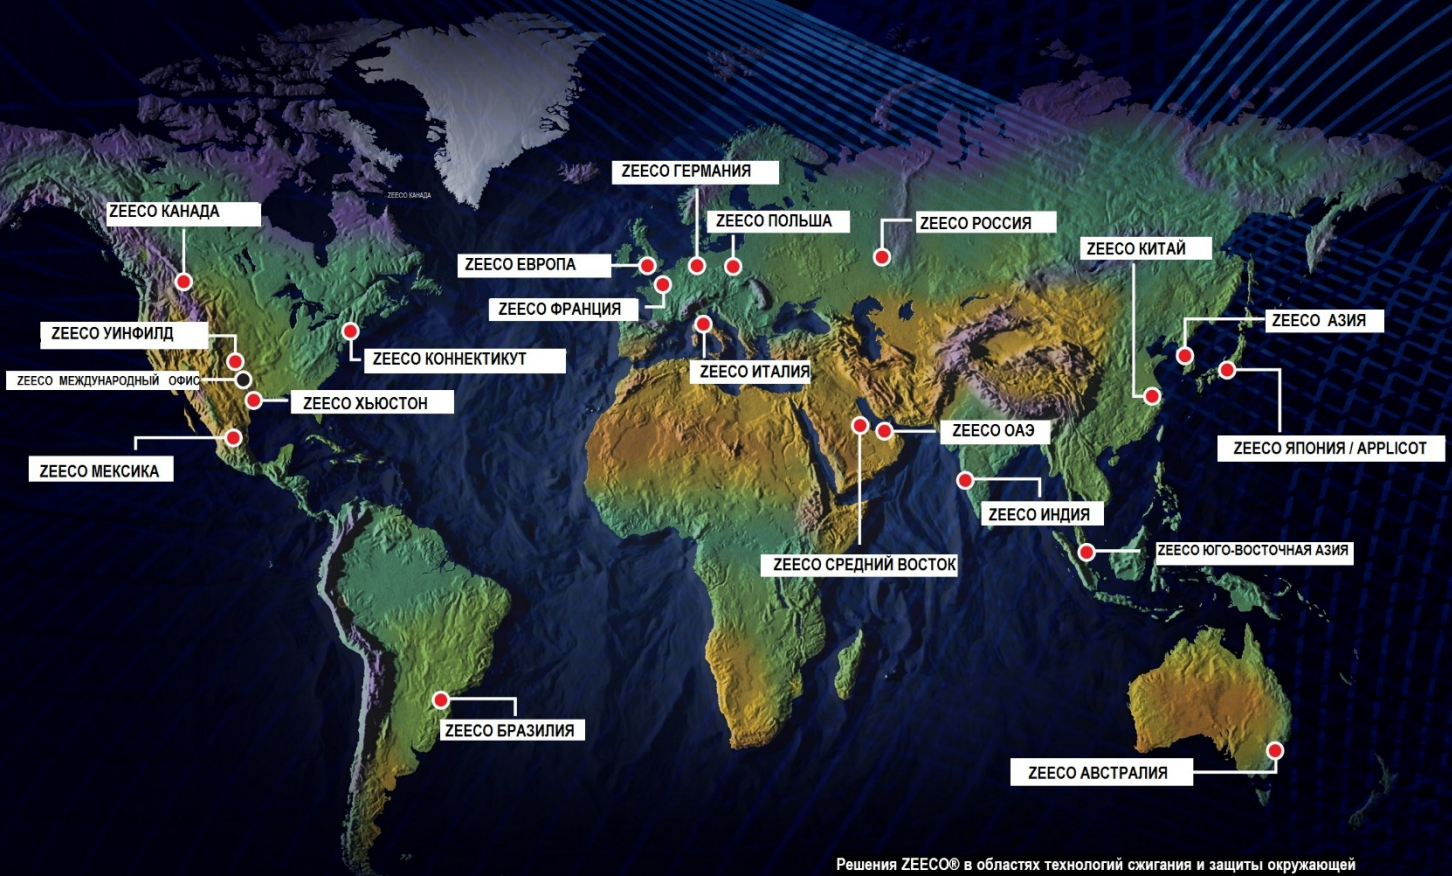 ZEECO ГЕРМАНИЯ
ZEECO КАНАДА
ZEECO КАНАДА
ZEECO ПОЛЬША
ZEECO РОССИЯ
ZEECO КИТАЙ
ZEECO ЕВРОПА
ZEECO ФРАНЦИЯ
ZEECO АЗИЯ
ZEECO УИНФИЛД
ZEECO КОННЕКТИКУТ
ZEECO ИТАЛИЯ
ZEECO МЕЖДУНАРОДНЫЙ ОФИС
ZEECO ХЬЮСТОН
ZEECO ОАЭ
ZEECO ЯПОНИЯ / APPLICOT
ZEECO МЕКСИКА
ZEECO ИНДИЯ
ZEECO ЮГО-ВОСТОЧНАЯ АЗИЯ
ZEECO СРЕДНИЙ ВОСТОК
ZEECO БРАЗИЛИЯ
ZEECO АВСТРАЛИЯ
Решения ZEECO® в областях технологий сжигания и защиты окружающей